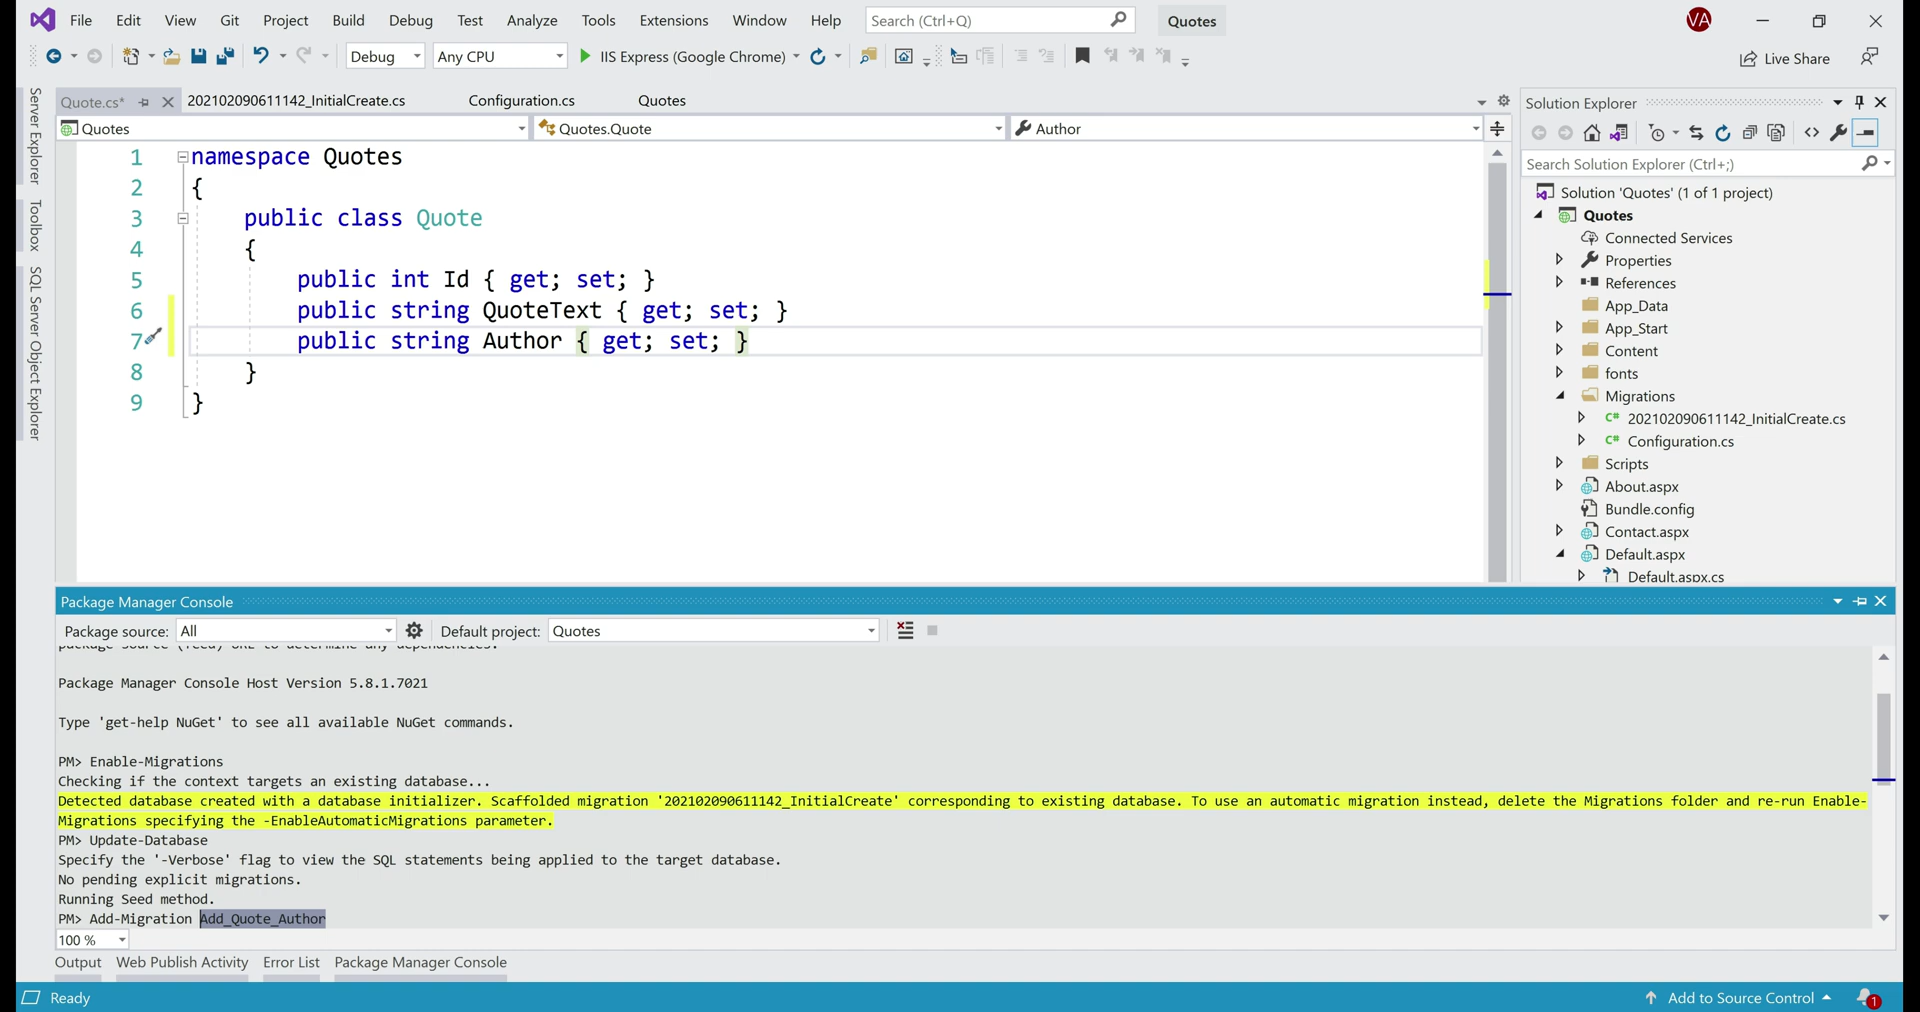 File Edit View Git Project Build Debug Test Analyze Tools Extensions Window Help Search (Ctrl+Q) Quotes VA
Debug Any CPU IIS Express (Google Chrome) Live Share
Server Explorer
Toolbox
SQL Server Object Explorer
Quote.cs* 202102090611142_InitialCreate.cs Configuration.cs Quotes
Quotes Quotes.Quote Author
1 namespace Quotes
2 {
3 public class Quote
4 {
5 public int Id { get; set; }
6 public string QuoteText { get; set; }
7 public string Author { get; set; }
8 }
9 }
Solution Explorer
Search Solution Explorer (Ctrl+;)
Solution 'Quotes' (1 of 1 project)
Quotes
Connected Services
Properties
References
App_Data
App_Start
Content
fonts
Migrations
C# 202102090611142_InitialCreate.cs
C# Configuration.cs
Scripts
About.aspx
Bundle.config
Contact.aspx
Default.aspx
Default.aspx.cs
Package Manager Console
Package source: All Default project: Quotes
package source (feed) URL to determine any dependencies.
Package Manager Console Host Version 5.8.1.7021
Type 'get-help NuGet' to see all available NuGet commands.
PM> Enable-Migrations
Checking if the context targets an existing database...
Detected database created with a database initializer. Scaffolded migration '202102090611142_InitialCreate' corresponding to existing database. To use an automatic migration instead, delete the Migrations folder and re-run Enable-
Migrations specifying the -EnableAutomaticMigrations parameter.
PM> Update-Database
Specify the '-Verbose' flag to view the SQL statements being applied to the target database.
No pending explicit migrations.
Running Seed method.
PM> Add-Migration Add_Quote_Author
100 %
Output Web Publish Activity Error List Package Manager Console
Ready Add to Source Control 1